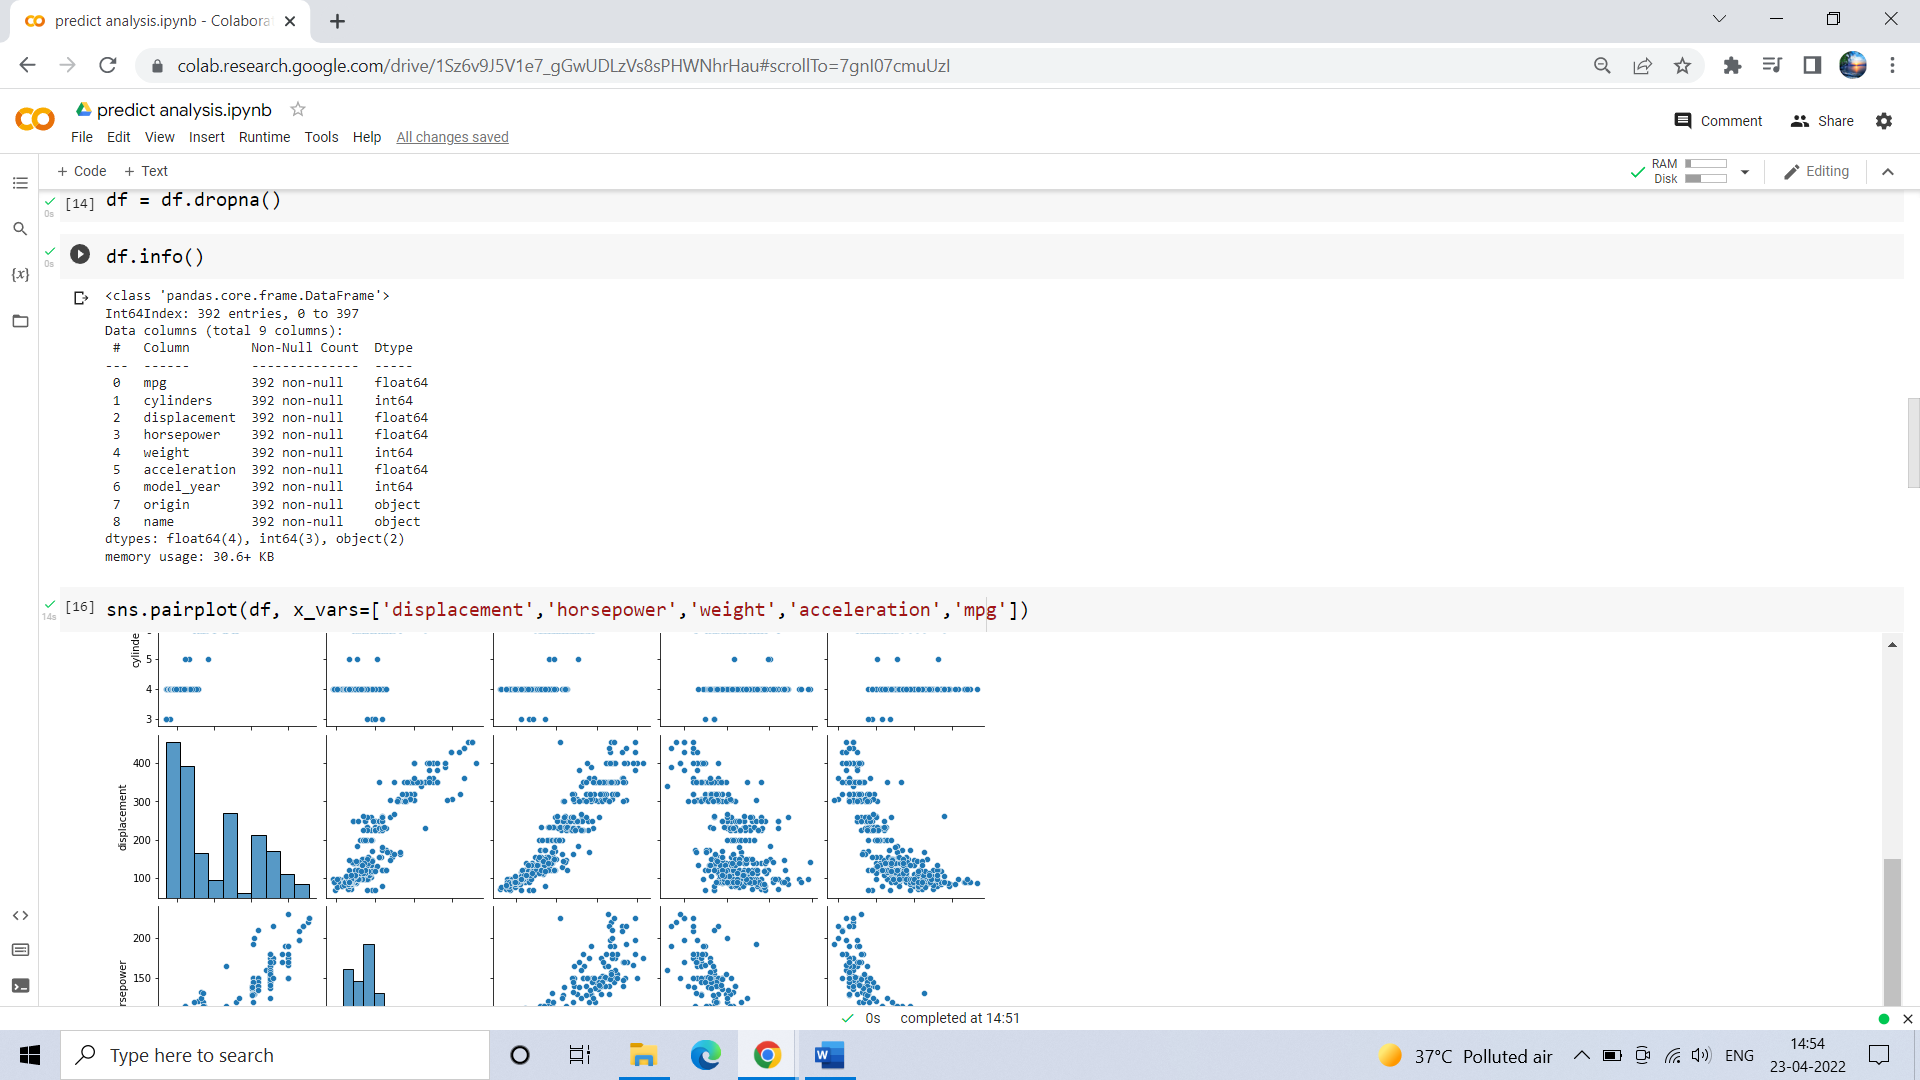 predict analysis.ipynb - Colabora
colab.research.google.com/drive/1Sz6v9J5V1e7_gGwUDLzVs8sPHWNhrHau#scrollTo=7gnI07cmuUzI
predict analysis.ipynb
File Edit View Insert Runtime Tools Help All changes saved
Comment Share
+ Code + Text
RAM
Disk
Editing
[14] df = df.dropna()
0s
df.info()
0s
<class 'pandas.core.frame.DataFrame'>
Int64Index: 392 entries, 0 to 397
Data columns (total 9 columns):
# Column Non-Null Count Dtype
--- ------ -------------- -----
0 mpg 392 non-null float64
1 cylinders 392 non-null int64
2 displacement 392 non-null float64
3 horsepower 392 non-null float64
4 weight 392 non-null int64
5 acceleration 392 non-null float64
6 model_year 392 non-null int64
7 origin 392 non-null object
8 name 392 non-null object
dtypes: float64(4), int64(3), object(2)
memory usage: 30.6+ KB
[16] sns.pairplot(df, x_vars=['displacement','horsepower','weight','acceleration','mpg'])
14s
cylinde
5
4
3
displacement
400
300
200
100
rsepower
200
150
0s completed at 14:51
Type here to search
37°C Polluted air
ENG
14:54
23-04-2022